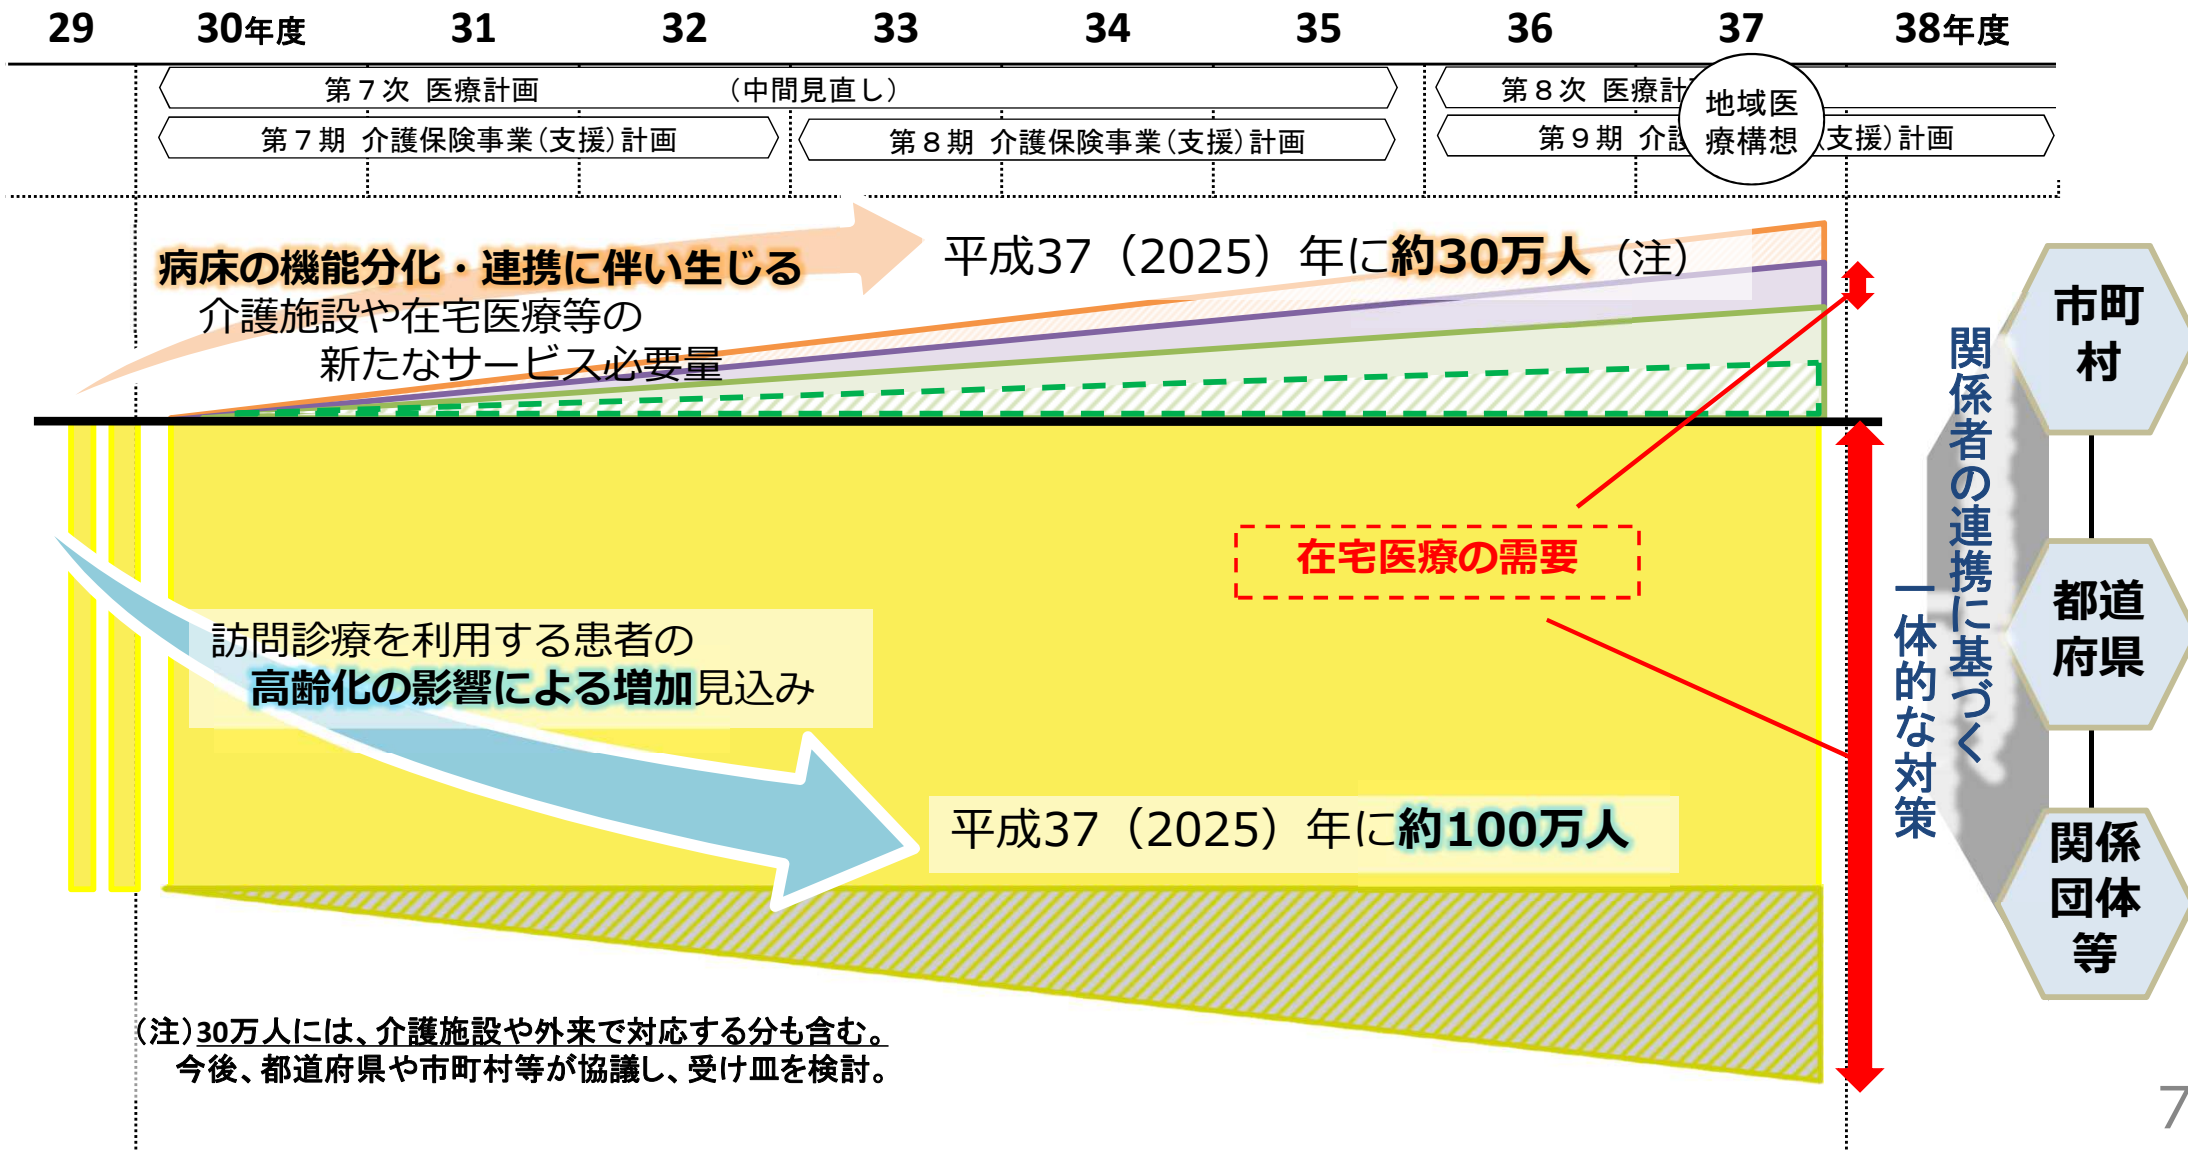 29 30年度 31 32 33 34 35 36 37 38年度
第７次 医療計画 （中間見直し）
第８次 医療計
地域医
療構想
第７期 介護保険事業（支援）計画
第８期 介護保険事業（支援）計画
第９期 介護
（支援）計画
病床の機能分化・連携に伴い生じる
介護施設や在宅医療等の
新たなサービス必要量
平成37（2025）年に約30万人（注）
在宅医療の需要
訪問診療を利用する患者の
高齢化の影響による増加見込み
平成37（2025）年に約100万人
関係者の連携に基づく
一体的な対策
市町
村
都道
府県
関係
団体
等
（注）30万人には、介護施設や外来で対応する分も含む。
今後、都道府県や市町村等が協議し、受け皿を検討。
7